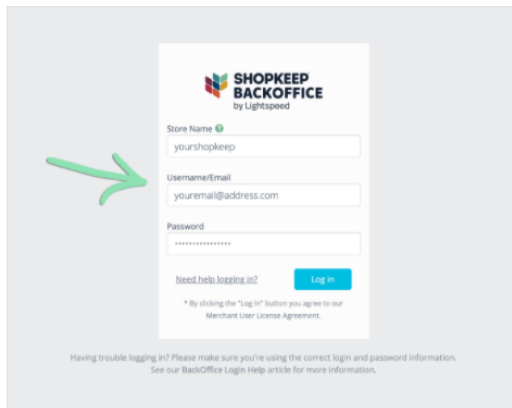 SHOPKEEP
BACKOFFICE
by Lightspeed
Store Name ?
yourshopkeep
Username/Email
youremail@address.com
Password
••••••••••••••••
Need help logging in?
Log in
* By clicking the "Log In" button you agree to our
Merchant User License Agreement.
Having trouble logging in? Please make sure you're using the correct login and password information.
See our BackOffice Login Help article for more information.